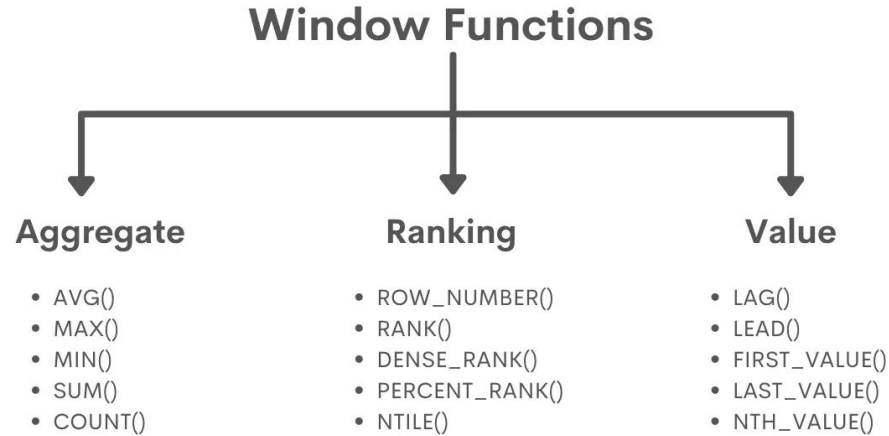 Window Functions
Aggregate
• AVG()
• MAX()
• MIN()
• SUM()
• COUNT()
Ranking
• ROW_NUMBER()
• RANK()
• DENSE_RANK()
• PERCENT_RANK()
• NTILE()
Value
• LAG()
• LEAD()
• FIRST_VALUE()
• LAST_VALUE()
• NTH_VALUE()